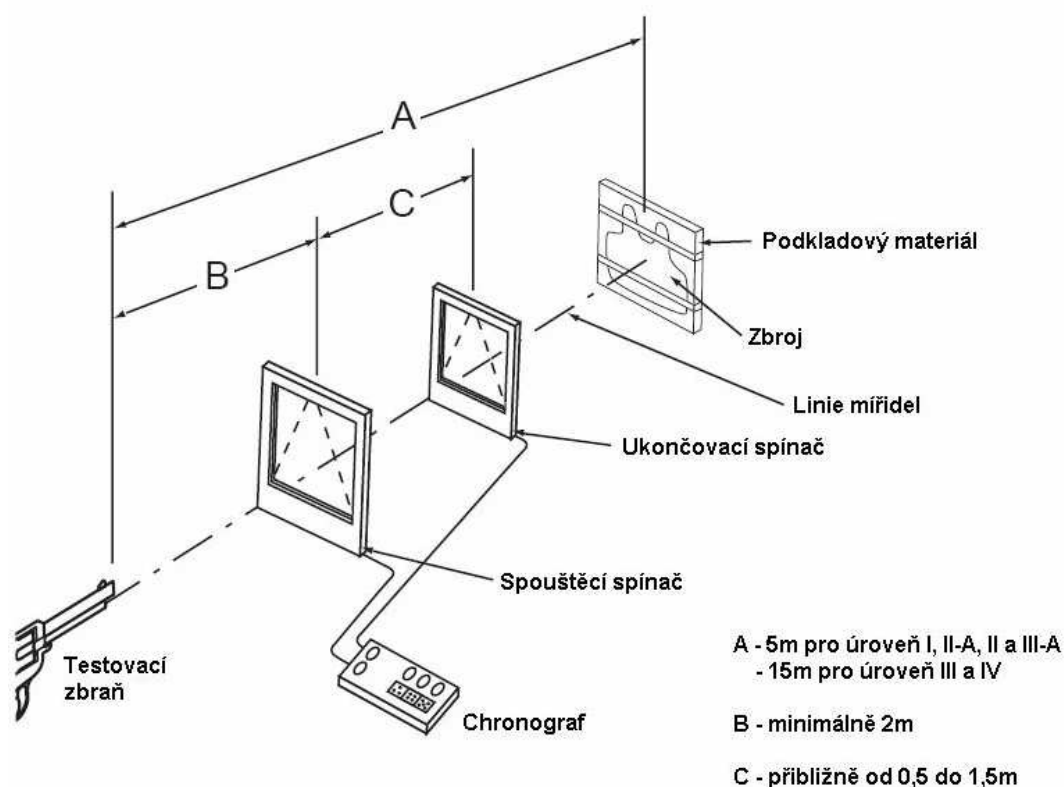 A
C
B
Podkladový materiál
Zbroj
Linie mířidel
Ukončovací spínač
Spouštěcí spínač
Testovací
zbraň
Chronograf
A - 5m pro úroveň I, II-A, II a III-A
- 15m pro úroveň III a IV
B - minimálně 2m
C - přibližně od 0,5 do 1,5m